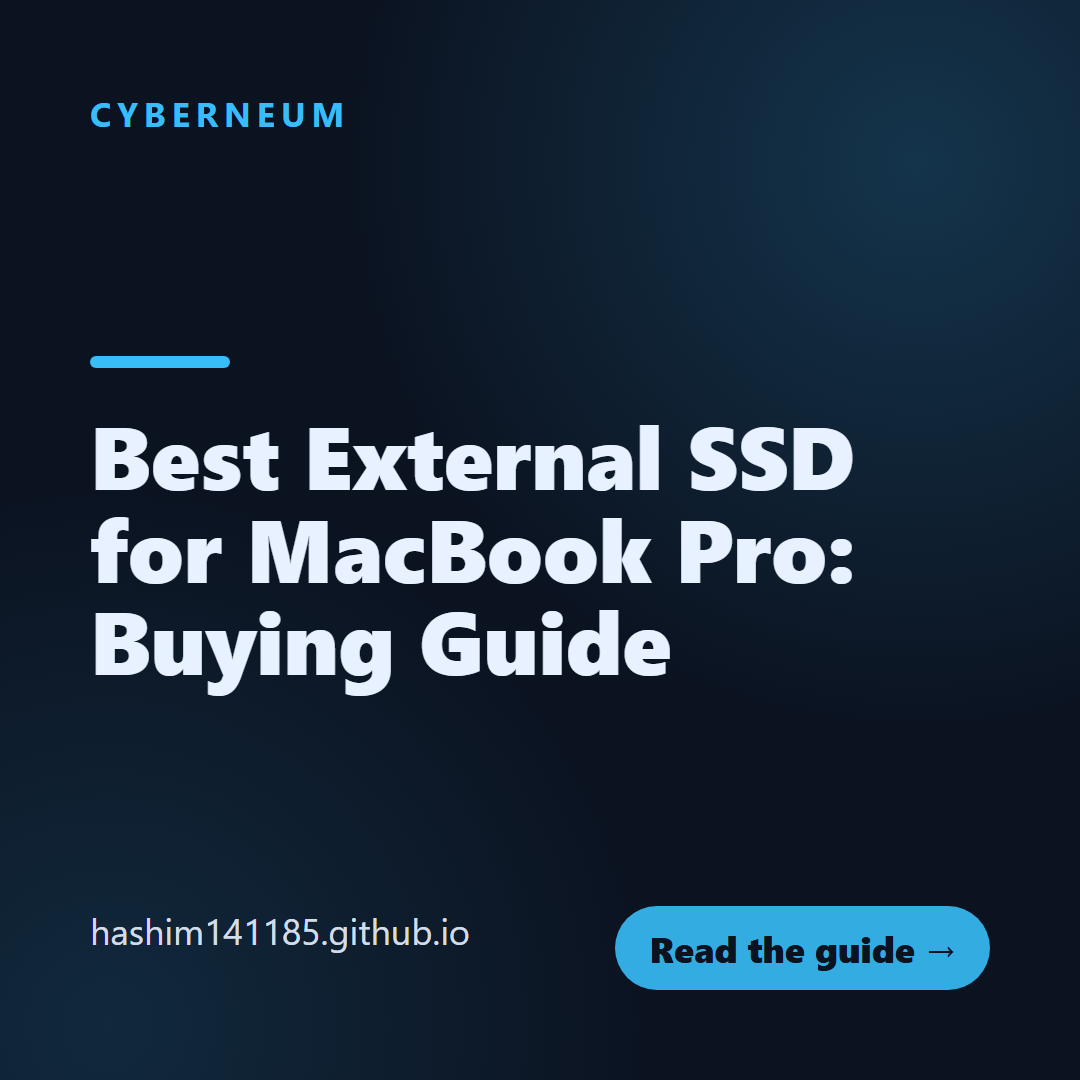 CYBERNEUM
Best External SSD
for MacBook Pro:
Buying Guide
hashim141185.github.io
Read the guide →